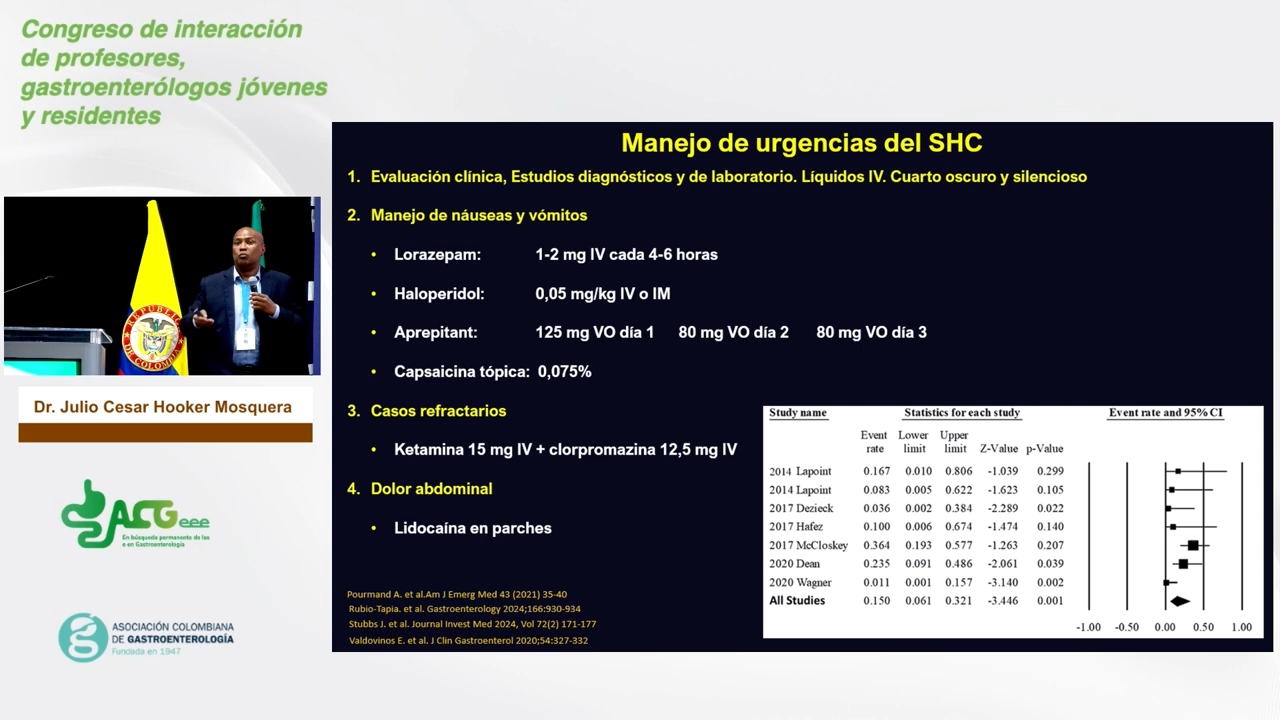 Congreso de interacción
de profesores,
gastroenterólogos jóvenes
y residentes
REPUBLIC
DE COLOMBIA
Dr. Julio Cesar Hooker Mosquera
ACGeee
En búsqueda permanente de las
e en Gastroenterología
ASOCIACIÓN COLOMBIANA
DE GASTROENTEROLOGÍA
Fundada en 1947
Manejo de urgencias del SHC
1. Evaluación clínica, Estudios diagnósticos y de laboratorio. Líquidos IV. Cuarto oscuro y silencioso
2. Manejo de náuseas y vómitos
• Lorazepam: 1-2 mg IV cada 4-6 horas
• Haloperidol: 0,05 mg/kg IV o IM
• Aprepitant: 125 mg VO día 1 80 mg VO día 2 80 mg VO día 3
• Capsaicina tópica: 0,075%
3. Casos refractarios
• Ketamina 15 mg IV + clorpromazina 12,5 mg IV
4. Dolor abdominal
• Lidocaína en parches
Pourmand A. et al.Am J Emerg Med 43 (2021) 35-40
Rubio-Tapia. et al. Gastroenterology 2024;166:930-934
Stubbs J. et al. Journal Invest Med 2024, Vol 72(2) 171-177
Valdovinos E. et al. J Clin Gastroenterol 2020;54:327-332
Study name Statistics for each study Event rate and 95% CI
Event Lower Upper
rate limit limit Z-Value p-Value
2014 Lapoint 0.167 0.010 0.806 -1.039 0.299
2014 Lapoint 0.083 0.005 0.622 -1.623 0.105
2017 Dezieck 0.036 0.002 0.384 -2.289 0.022
2017 Hafez 0.100 0.006 0.674 -1.474 0.140
2017 McCloskey 0.364 0.193 0.577 -1.263 0.207
2020 Dean 0.235 0.091 0.486 -2.061 0.039
2020 Wagner 0.011 0.001 0.157 -3.140 0.002
All Studies 0.150 0.061 0.321 -3.446 0.001
-1.00 -0.50 0.00 0.50 1.00